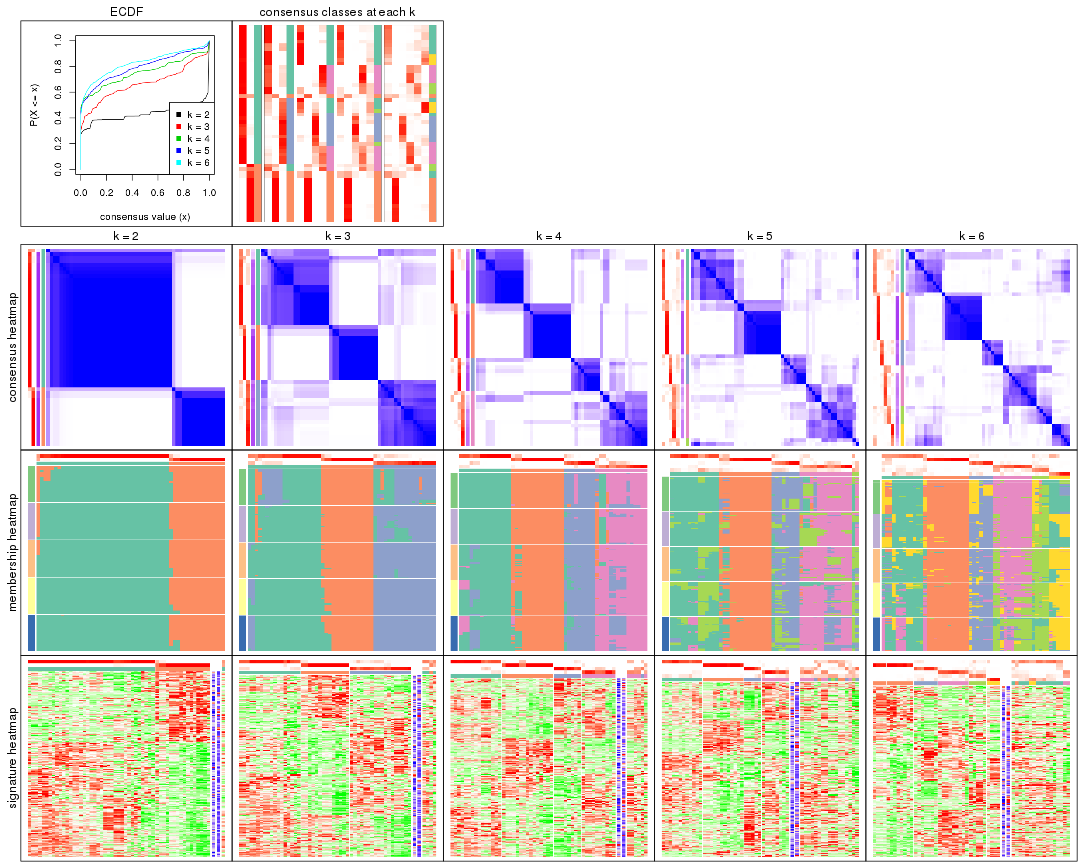 ECDF
consensus classes at each k
P(X <= x)
0.0 0.2 0.4 0.6 0.8 1.0
k = 2
k = 3
k = 4
k = 5
k = 6
0.0 0.2 0.4 0.6 0.8 1.0
consensus value (x)
k = 2
k = 3
k = 4
k = 5
k = 6
consensus heatmap
membership heatmap
signature heatmap